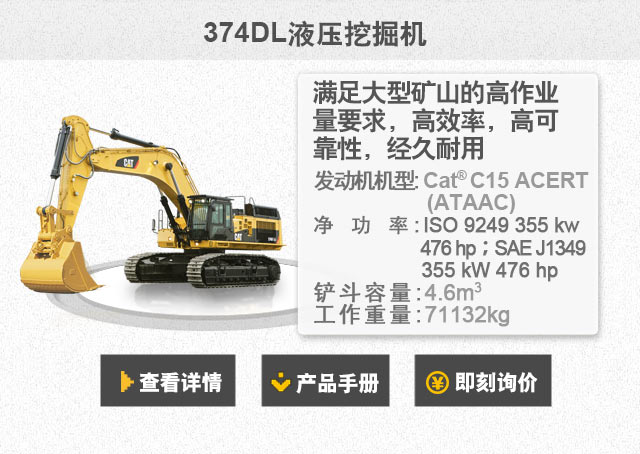 374DL液压挖掘机
满足大型矿山的高作业
量要求，高效率，高可
靠性，经久耐用
发动机机型: Cat® C15 ACERT
(ATAAC)
净 功 率: ISO 9249 355 kw
476 hp；SAE J1349
355 kW 476 hp
铲斗容量: 4.6m³
工作重量: 71132kg
CAT
CAT
查看详情
产品手册
即刻询价